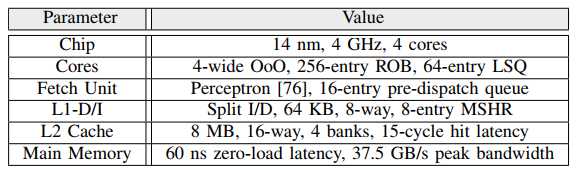 Parameter Value
Chip 14 nm, 4 GHz, 4 cores
Cores 4-wide OoO, 256-entry ROB, 64-entry LSQ
Fetch Unit Perceptron [76], 16-entry pre-dispatch queue
L1-D/I Split I/D, 64 KB, 8-way, 8-entry MSHR
L2 Cache 8 MB, 16-way, 4 banks, 15-cycle hit latency
Main Memory 60 ns zero-load latency, 37.5 GB/s peak bandwidth